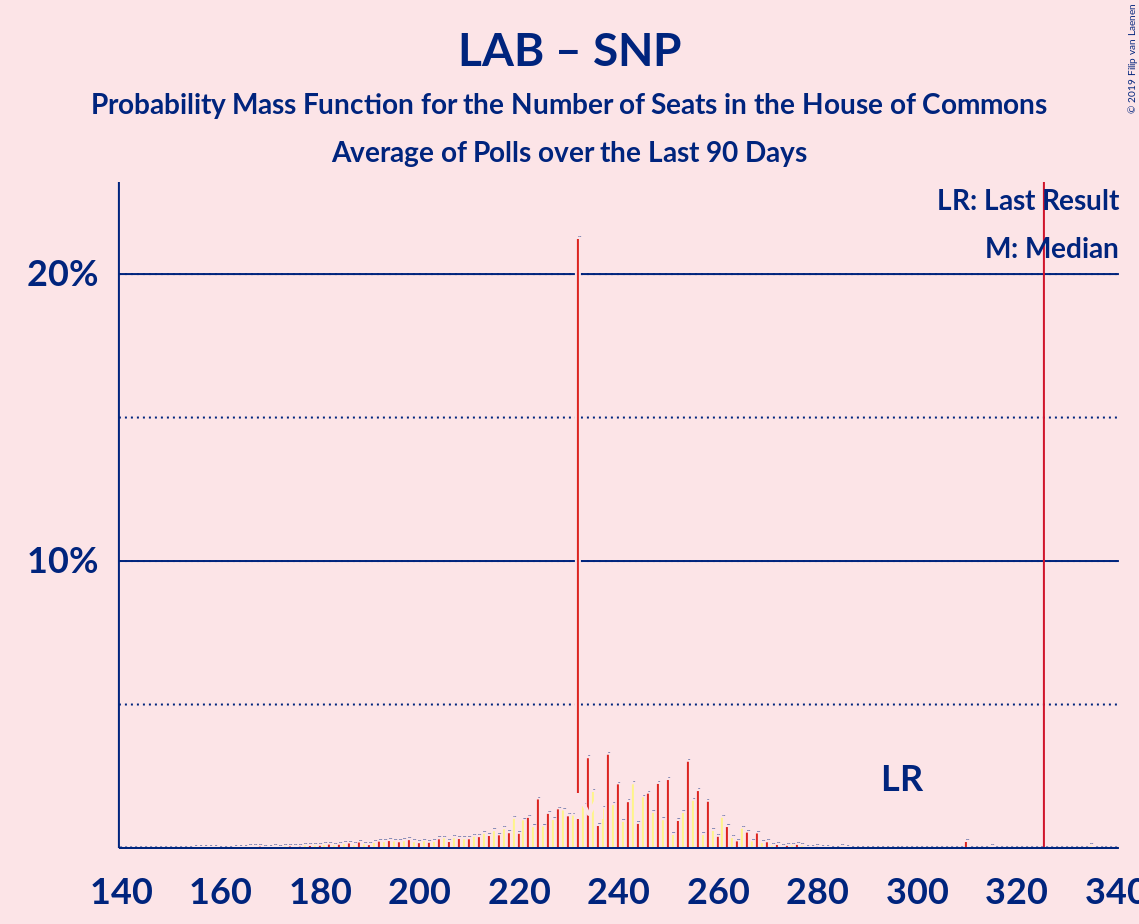 LAB – SNP
Probability Mass Function for the Number of Seats in the House of Commons
Average of Polls over the Last 90 Days
© 2019 Filip van Laenen
LR: Last Result
M: Median
20%
10%
LR
140 160 180 200 220 240 260 280 300 320 340